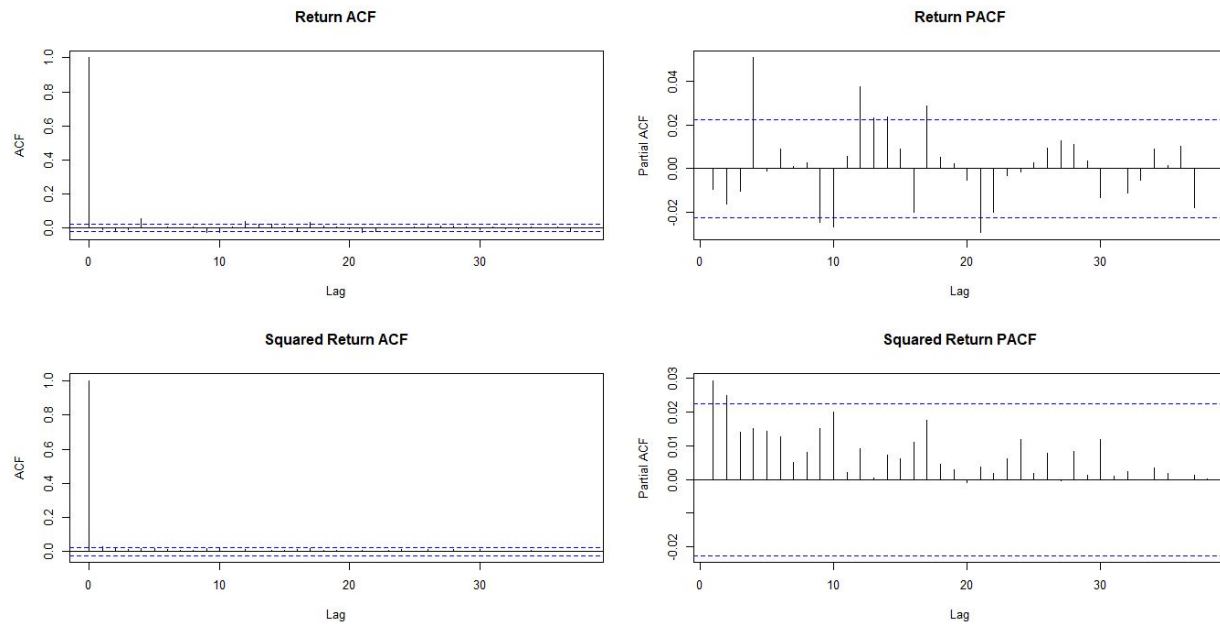 Return ACF
ACF
1.0
0.8
0.6
0.4
0.2
0.0
0 10 20 30
Lag
Return PACF
Partial ACF
0.04
0.02
0.00
-0.02
0 10 20 30
Lag
Squared Return ACF
ACF
1.0
0.8
0.6
0.4
0.2
0.0
0 10 20 30
Lag
Squared Return PACF
Partial ACF
0.03
0.02
0.01
0.00
-0.02
0 10 20 30
Lag